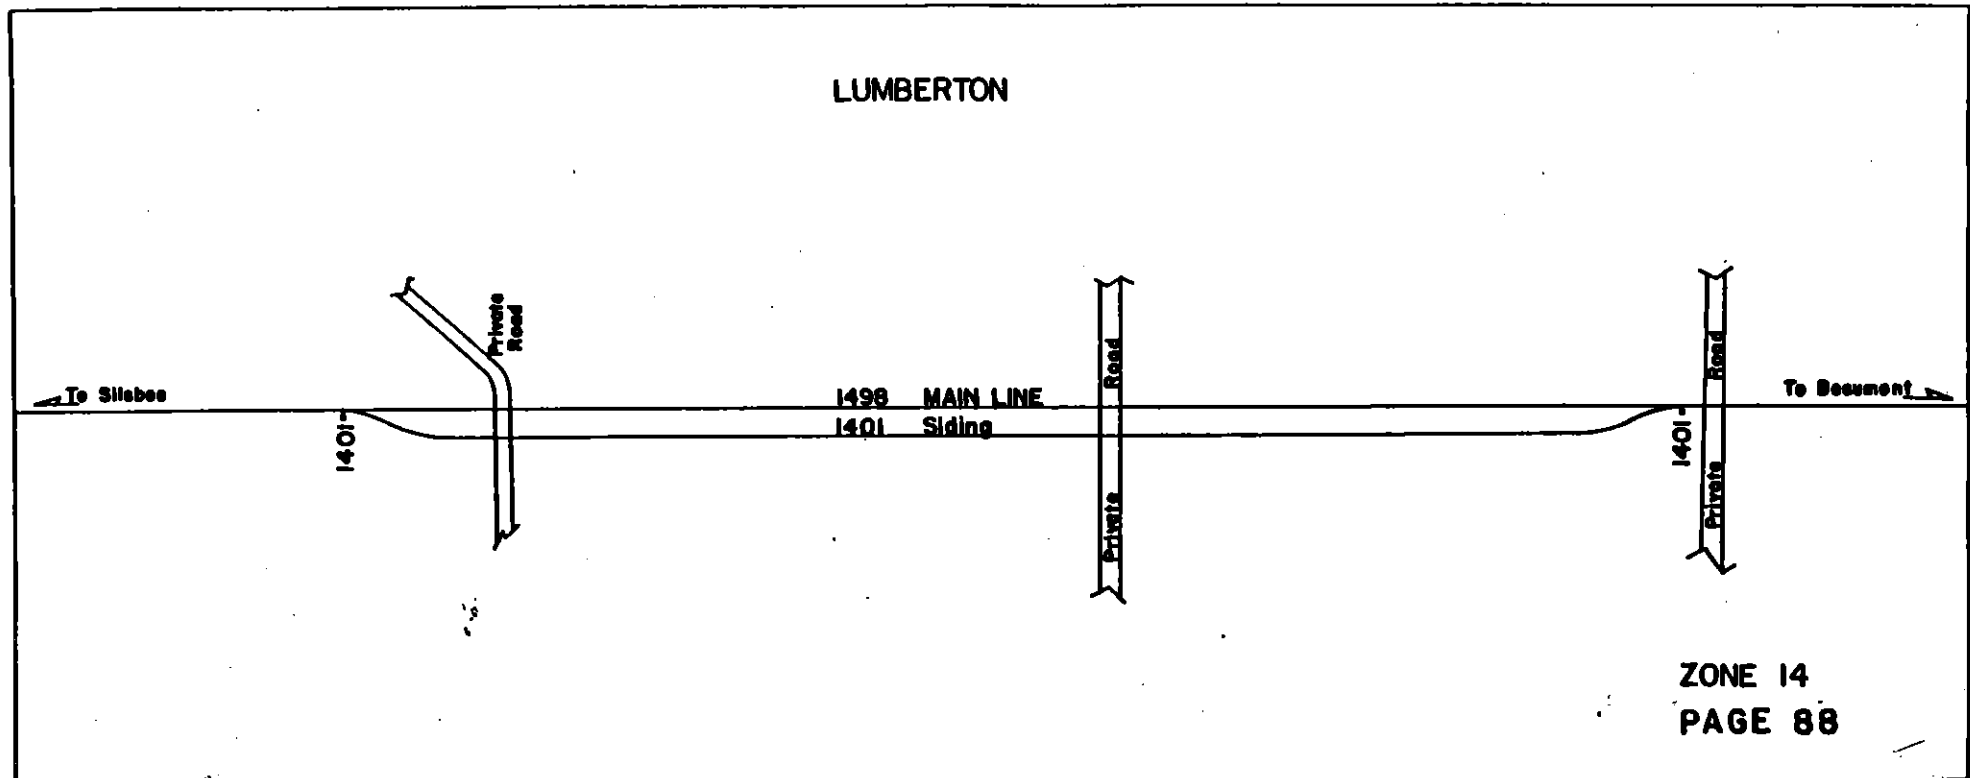 LUMBERTON
Private
Road
Road
Road
To Silsbee
1498 MAIN LINE
To Beaumont
1401
1401 Siding
1401
Private
Private
ZONE 14
PAGE 88